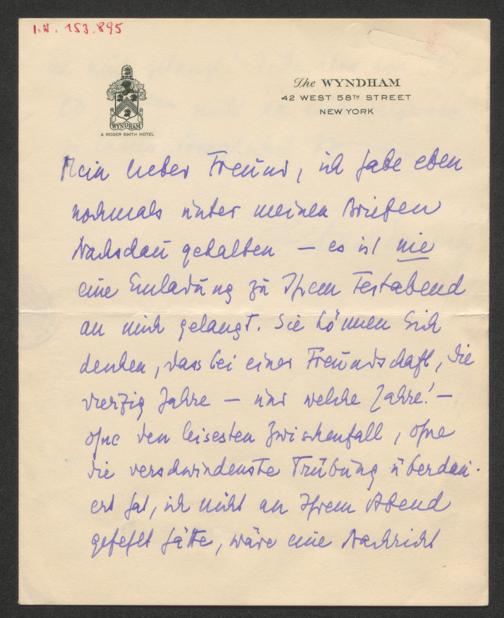 I.N. 153.895
The WYNDHAM
42 WEST 58TH STREET
NEW YORK
WYNDHAM
A ROGER SMITH HOTEL
Mein lieber Freund, ich habe eben
nochmals unter meinen Briefen
Nachschau gehalten – es ist nie
eine Einladung zu Ihrem Festabend
an mich gelangt. Sie können Sich
denken, dass bei einer Freundschaft, die
vierzig Jahre – und welche Jahre! –
ohne den leisesten Zwischenfall, ohne
die verschwindenste Trübung überdau-
ert hat, ich nicht an Ihrem Abend
gefehlt hätte, wäre eine Nachricht